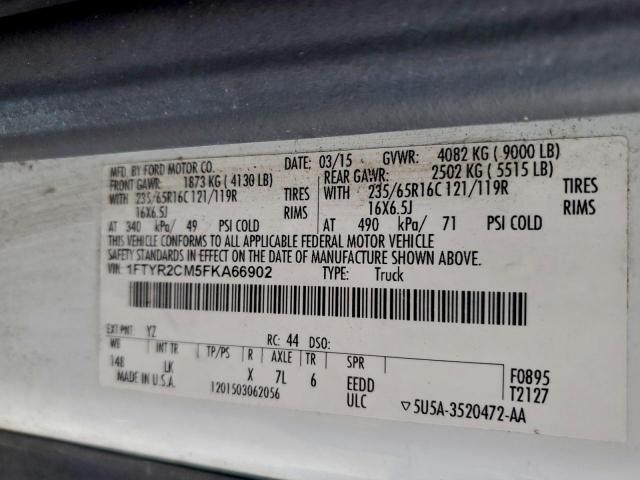 MFD. BY FORD MOTOR CO. DATE: 03/15 GVWR: 4082 KG ( 9000 LB)
FRONT GAWR: 1873 KG ( 4130 LB) REAR GAWR: 2502 KG ( 5515 LB)
WITH 235/65R16C 121/119R TIRES WITH 235/65R16C 121/119R TIRES
16X6.5J RIMS 16X6.5J RIMS
AT 340 kPa/ 49 PSI COLD AT 490 kPa/ 71 PSI COLD
THIS VEHICLE CONFORMS TO ALL APPLICABLE FEDERAL MOTOR VEHICLE
SAFETY STANDARDS IN EFFECT ON THE DATE OF MANUFACTURE SHOWN ABOVE.
VIN: 1FTYR2CM5FKA66902 TYPE: Truck
EXT PNT: YZ RC: 44 DSO:
WB INT TR TP/PS R AXLE TR SPR
148 LK X 7L 6 EEDD F0895
MADE IN U.S.A. 1201503062056 ULC T2127
▽5U5A-3520472-AA